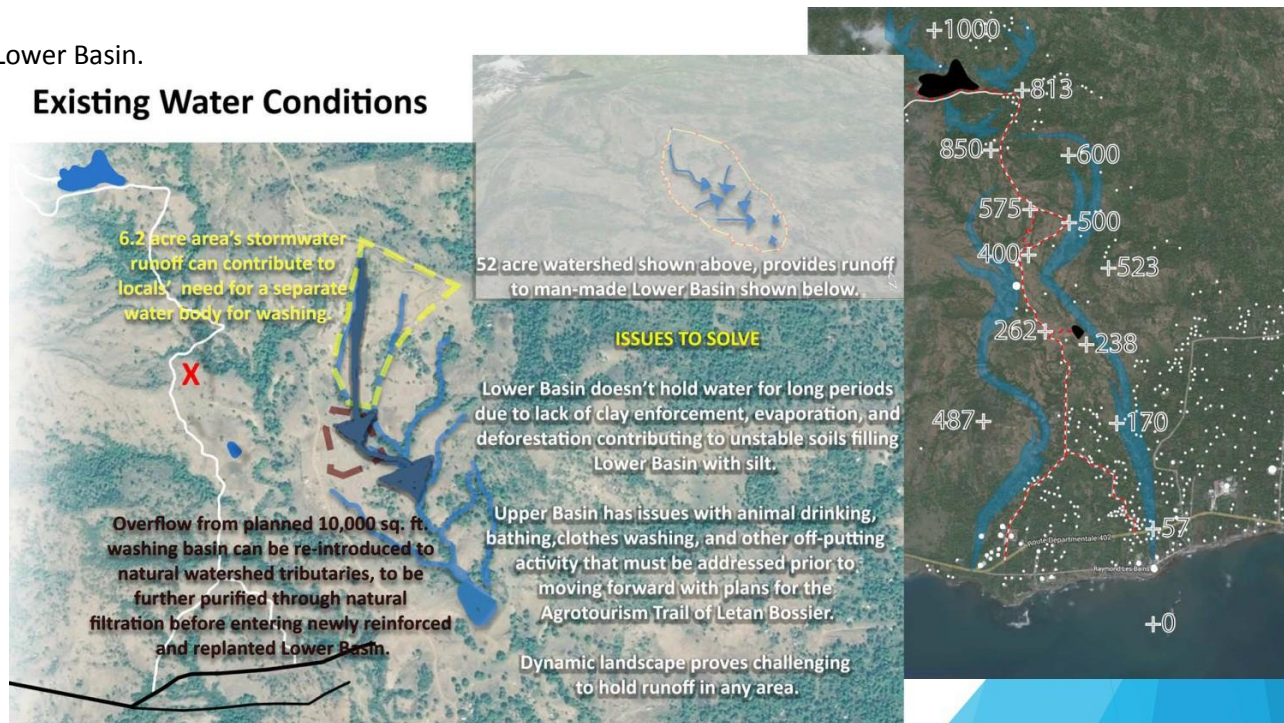 Lower Basin.
Existing Water Conditions
6.2 acre area's stormwater
runoff can contribute to
locals' need for a separate
water body for washing.
X
Overflow from planned 10,000 sq. ft.
washing basin can be re-introduced to
natural watershed tributaries, to be
further purified through natural
filtration before entering newly reinforced
and replanted Lower Basin.
52 acre watershed shown above, provides runoff
to man-made Lower Basin shown below.
ISSUES TO SOLVE
Lower Basin doesn't hold water for long periods
due to lack of clay enforcement, evaporation, and
deforestation contributing to unstable soils filling
Lower Basin with silt.
Upper Basin has issues with animal drinking,
bathing,clothes washing, and other off-putting
activity that must be addressed prior to
moving forward with plans for the
Agrotourism Trail of Letan Bossier.
Dynamic landscape proves challenging
to hold runoff in any area.
+1000
+813
850+
+600
575+
+500
400+
+523
262+
+238
487+
+170
+57
Route Departmentale 402
Raymond Les Bains
+0